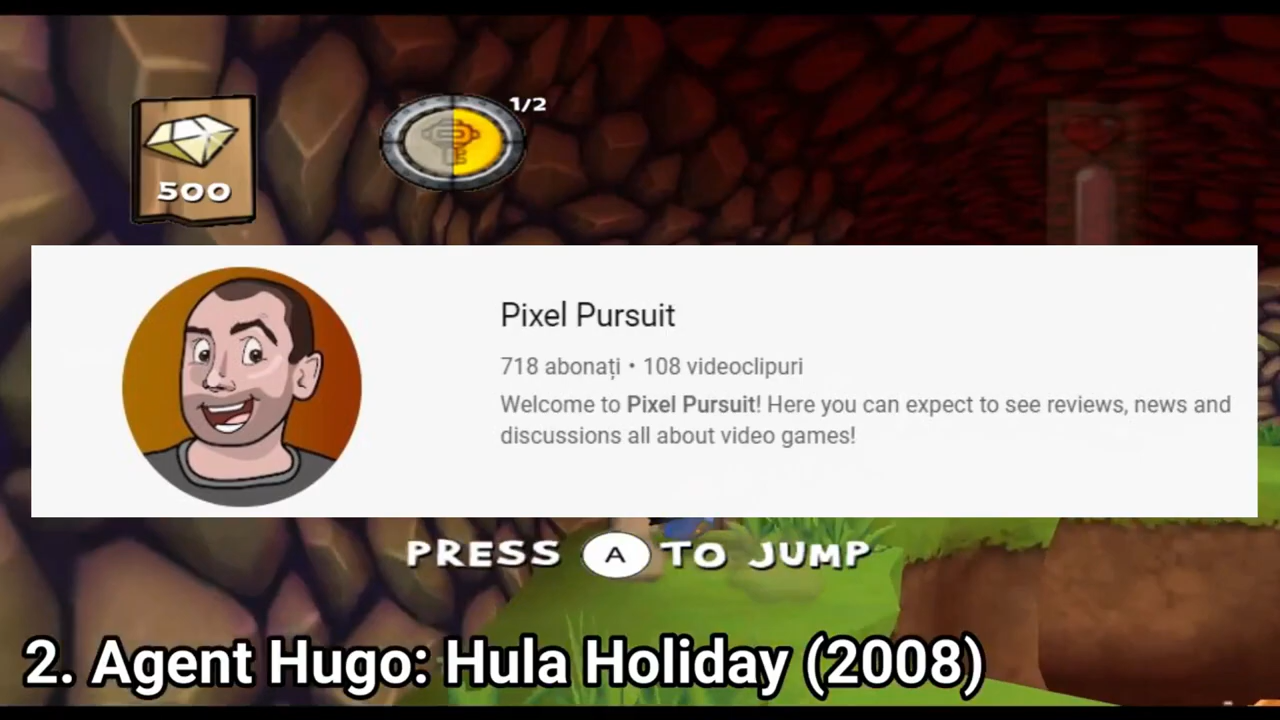 1/2
500
Pixel Pursuit
718 abonați • 108 videoclipuri
Welcome to Pixel Pursuit! Here you can expect to see reviews, news and
discussions all about video games!
PRESS A TO JUMP
2. Agent Hugo: Hula Holiday (2008)